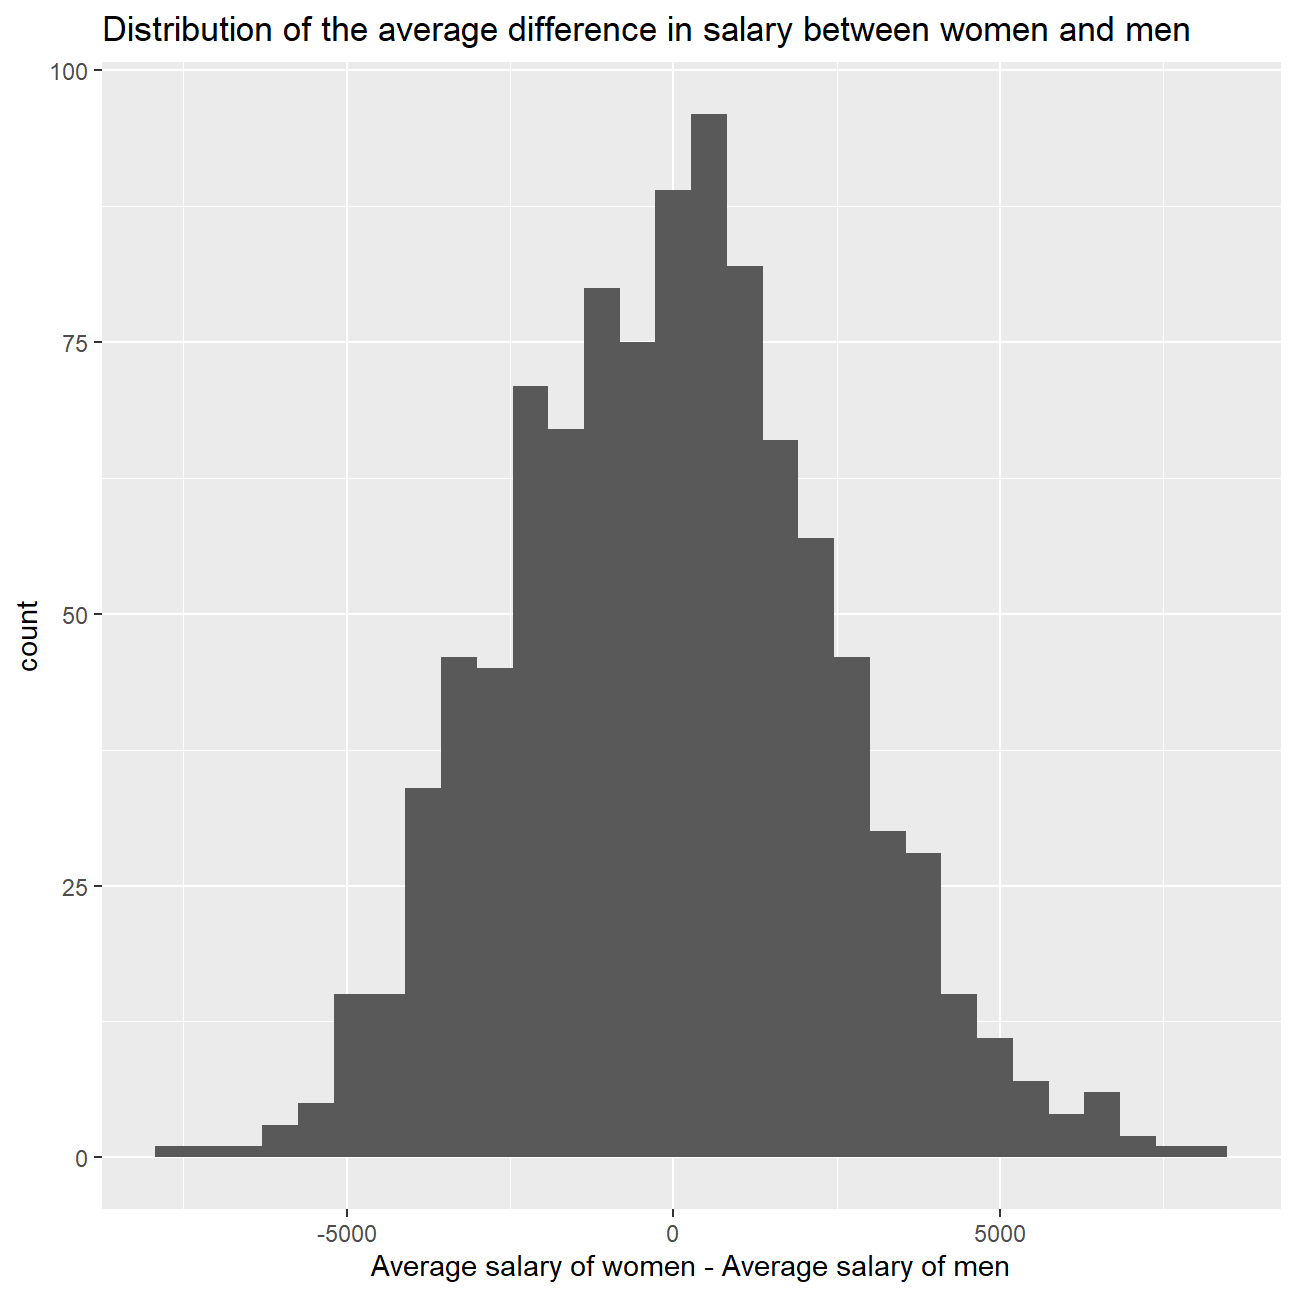 Distribution of the average difference in salary between women and men
100
75
50
25
0
count
-5000
0
5000
Average salary of women - Average salary of men